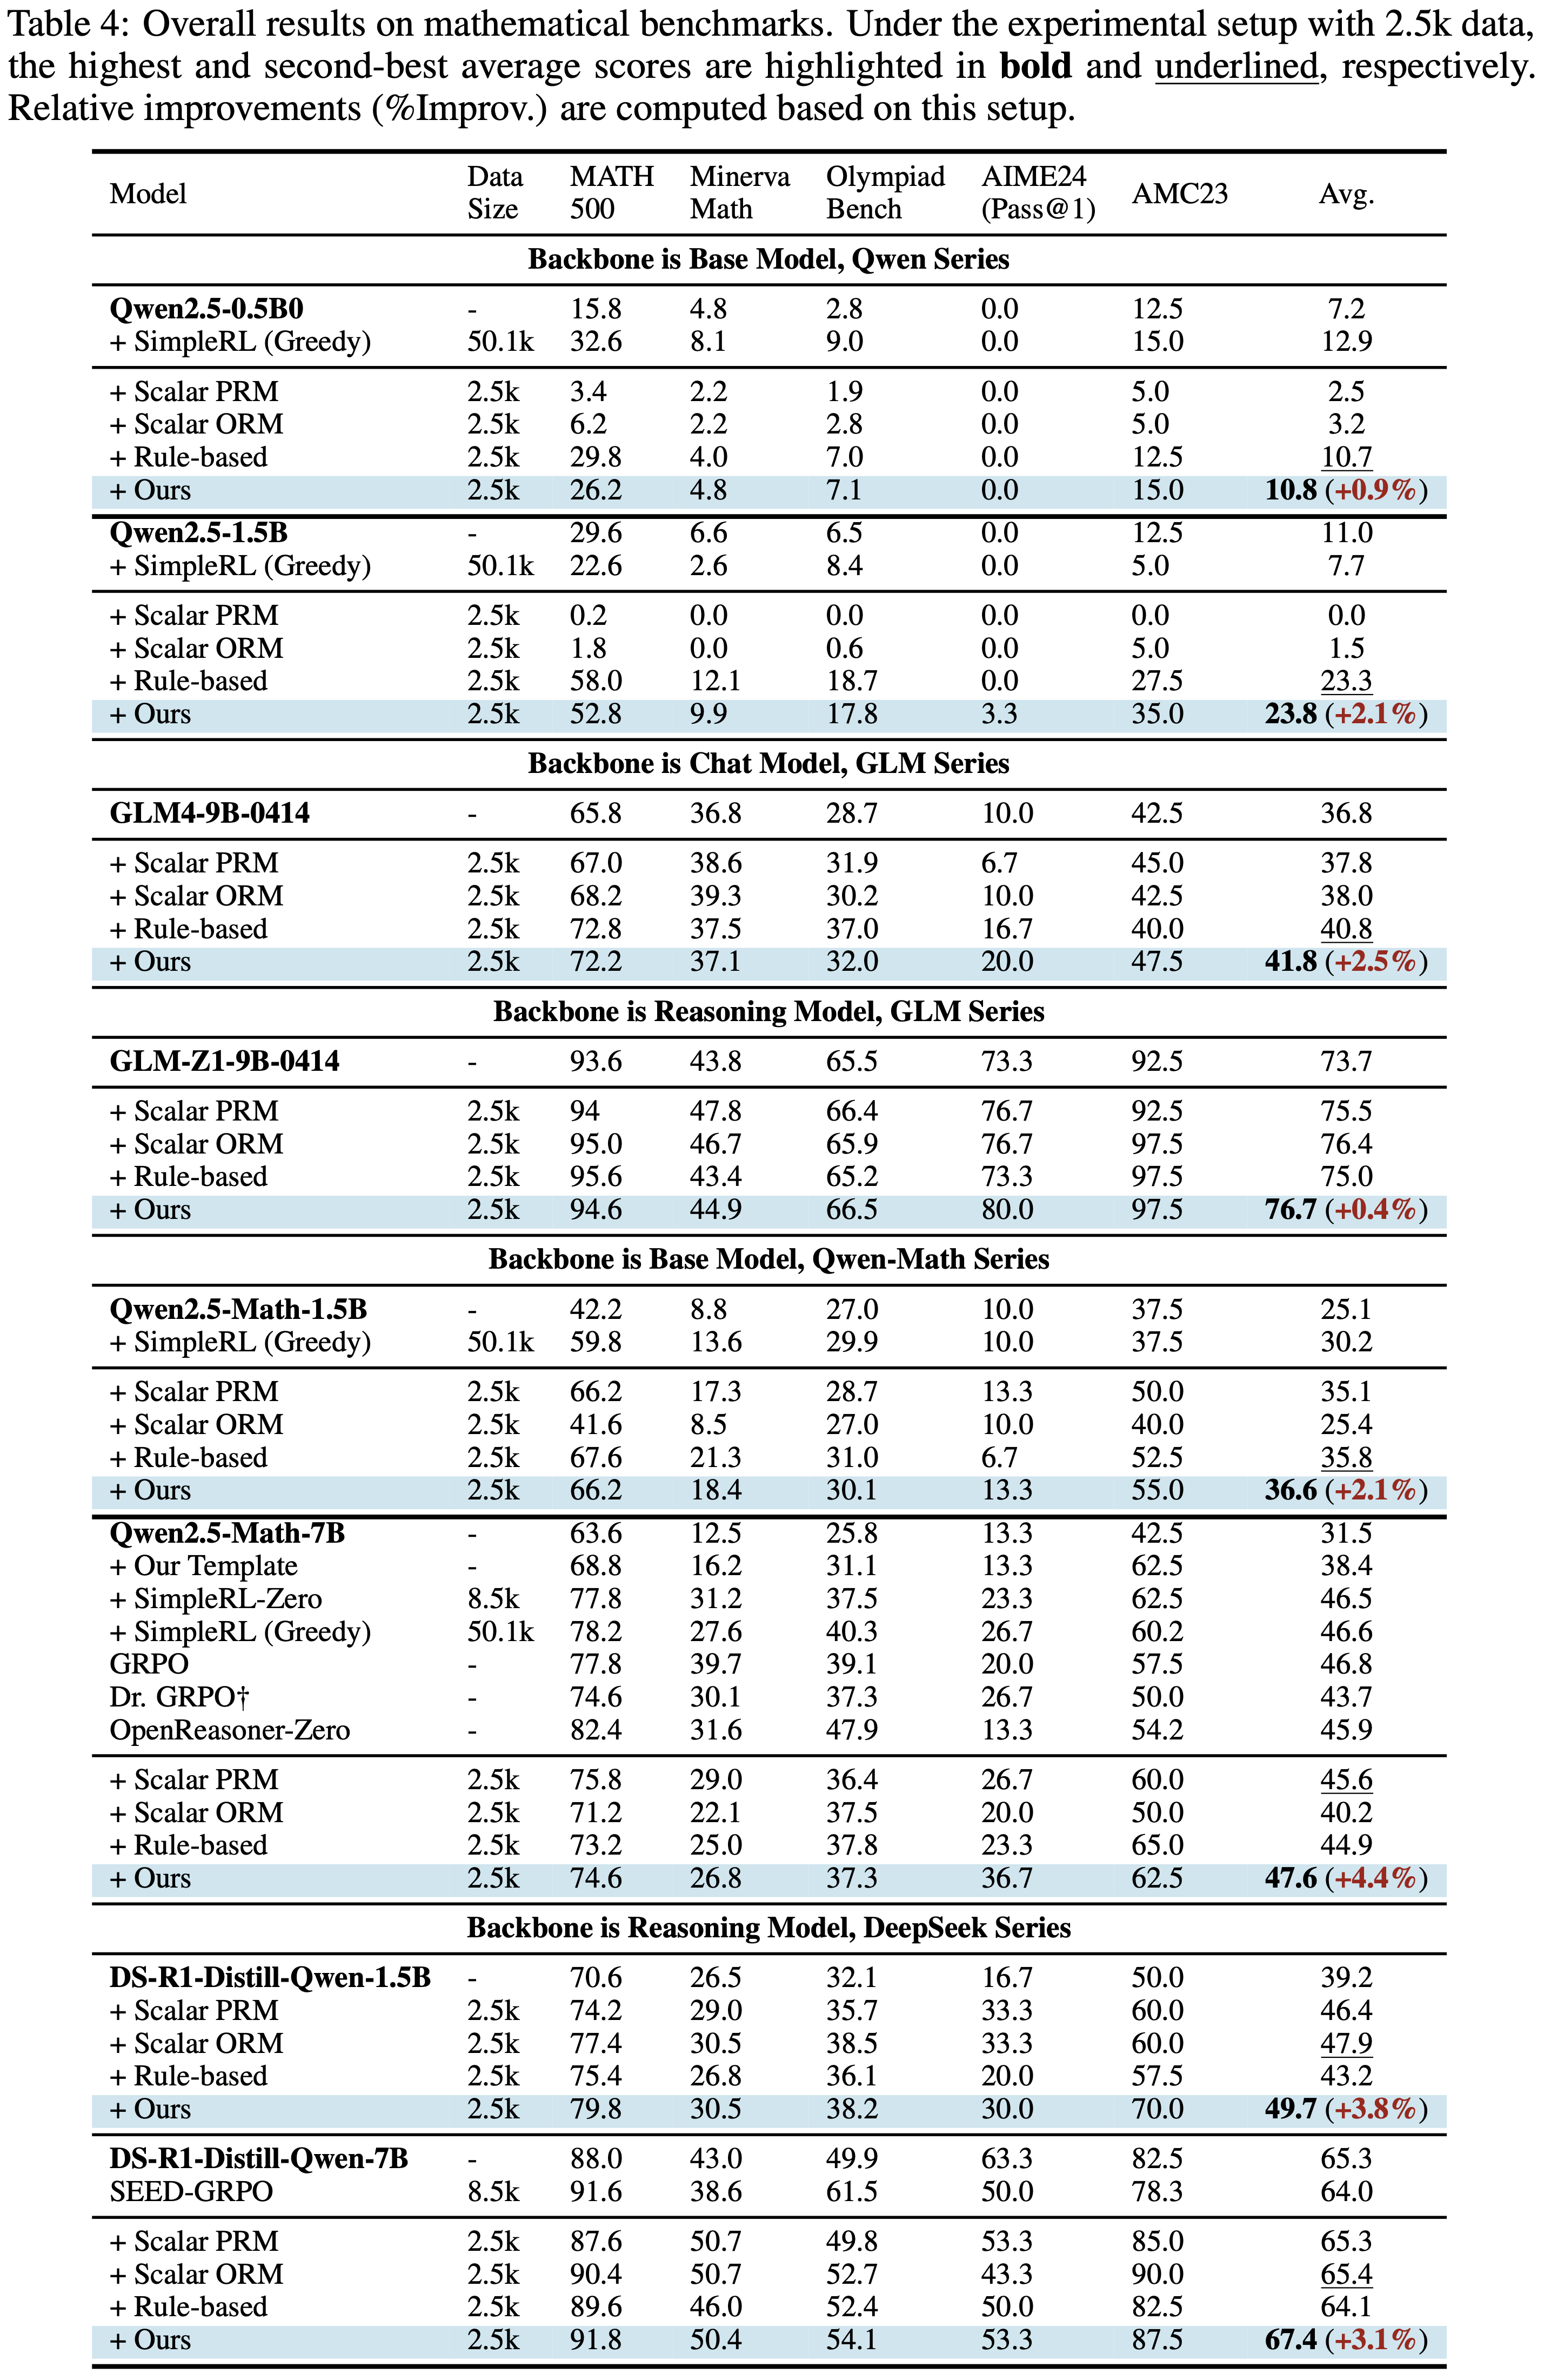 Table 4: Overall results on mathematical benchmarks. Under the experimental setup with 2.5k data,
the highest and second-best average scores are highlighted in bold and underlined, respectively.
Relative improvements (%Improv.) are computed based on this setup.
Model Data Size MATH 500 Minerva Math Olympiad Bench AIME24 (Pass@1) AMC23 Avg.
Backbone is Base Model, Qwen Series
Qwen2.5-0.5B0 - 15.8 4.8 2.8 0.0 12.5 7.2
+ SimpleRL (Greedy) 50.1k 32.6 8.1 9.0 0.0 15.0 12.9
+ Scalar PRM 2.5k 3.4 2.2 1.9 0.0 5.0 2.5
+ Scalar ORM 2.5k 6.2 2.2 2.8 0.0 5.0 3.2
+ Rule-based 2.5k 29.8 4.0 7.0 0.0 12.5 10.7
+ Ours 2.5k 26.2 4.8 7.1 0.0 15.0 10.8 (+0.9%)
Qwen2.5-1.5B - 29.6 6.6 6.5 0.0 12.5 11.0
+ SimpleRL (Greedy) 50.1k 22.6 2.6 8.4 0.0 5.0 7.7
+ Scalar PRM 2.5k 0.2 0.0 0.0 0.0 0.0 0.0
+ Scalar ORM 2.5k 1.8 0.0 0.6 0.0 5.0 1.5
+ Rule-based 2.5k 58.0 12.1 18.7 0.0 27.5 23.3
+ Ours 2.5k 52.8 9.9 17.8 3.3 35.0 23.8 (+2.1%)
Backbone is Chat Model, GLM Series
GLM4-9B-0414 - 65.8 36.8 28.7 10.0 42.5 36.8
+ Scalar PRM 2.5k 67.0 38.6 31.9 6.7 45.0 37.8
+ Scalar ORM 2.5k 68.2 39.3 30.2 10.0 42.5 38.0
+ Rule-based 2.5k 72.8 37.5 37.0 16.7 40.0 40.8
+ Ours 2.5k 72.2 37.1 32.0 20.0 47.5 41.8 (+2.5%)
Backbone is Reasoning Model, GLM Series
GLM-Z1-9B-0414 - 93.6 43.8 65.5 73.3 92.5 73.7
+ Scalar PRM 2.5k 94 47.8 66.4 76.7 92.5 75.5
+ Scalar ORM 2.5k 95.0 46.7 65.9 76.7 97.5 76.4
+ Rule-based 2.5k 95.6 43.4 65.2 73.3 97.5 75.0
+ Ours 2.5k 94.6 44.9 66.5 80.0 97.5 76.7 (+0.4%)
Backbone is Base Model, Qwen-Math Series
Qwen2.5-Math-1.5B - 42.2 8.8 27.0 10.0 37.5 25.1
+ SimpleRL (Greedy) 50.1k 59.8 13.6 29.9 10.0 37.5 30.2
+ Scalar PRM 2.5k 66.2 17.3 28.7 13.3 50.0 35.1
+ Scalar ORM 2.5k 41.6 8.5 27.0 10.0 40.0 25.4
+ Rule-based 2.5k 67.6 21.3 31.0 6.7 52.5 35.8
+ Ours 2.5k 66.2 18.4 30.1 13.3 55.0 36.6 (+2.1%)
Qwen2.5-Math-7B - 63.6 12.5 25.8 13.3 42.5 31.5
+ Our Template - 68.8 16.2 31.1 13.3 62.5 38.4
+ SimpleRL-Zero 8.5k 77.8 31.2 37.5 23.3 62.5 46.5
+ SimpleRL (Greedy) 50.1k 78.2 27.6 40.3 26.7 60.2 46.6
GRPO - 77.8 39.7 39.1 20.0 57.5 46.8
Dr. GRPO† - 74.6 30.1 37.3 26.7 50.0 43.7
OpenReasoner-Zero - 82.4 31.6 47.9 13.3 54.2 45.9
+ Scalar PRM 2.5k 75.8 29.0 36.4 26.7 60.0 45.6
+ Scalar ORM 2.5k 71.2 22.1 37.5 20.0 50.0 40.2
+ Rule-based 2.5k 73.2 25.0 37.8 23.3 65.0 44.9
+ Ours 2.5k 74.6 26.8 37.3 36.7 62.5 47.6 (+4.4%)
Backbone is Reasoning Model, DeepSeek Series
DS-R1-Distill-Qwen-1.5B - 70.6 26.5 32.1 16.7 50.0 39.2
+ Scalar PRM 2.5k 74.2 29.0 35.7 33.3 60.0 46.4
+ Scalar ORM 2.5k 77.4 30.5 38.5 33.3 60.0 47.9
+ Rule-based 2.5k 75.4 26.8 36.1 20.0 57.5 43.2
+ Ours 2.5k 79.8 30.5 38.2 30.0 70.0 49.7 (+3.8%)
DS-R1-Distill-Qwen-7B - 88.0 43.0 49.9 63.3 82.5 65.3
SEED-GRPO 8.5k 91.6 38.6 61.5 50.0 78.3 64.0
+ Scalar PRM 2.5k 87.6 50.7 49.8 53.3 85.0 65.3
+ Scalar ORM 2.5k 90.4 50.7 52.7 43.3 90.0 65.4
+ Rule-based 2.5k 89.6 46.0 52.4 50.0 82.5 64.1
+ Ours 2.5k 91.8 50.4 54.1 53.3 87.5 67.4 (+3.1%)